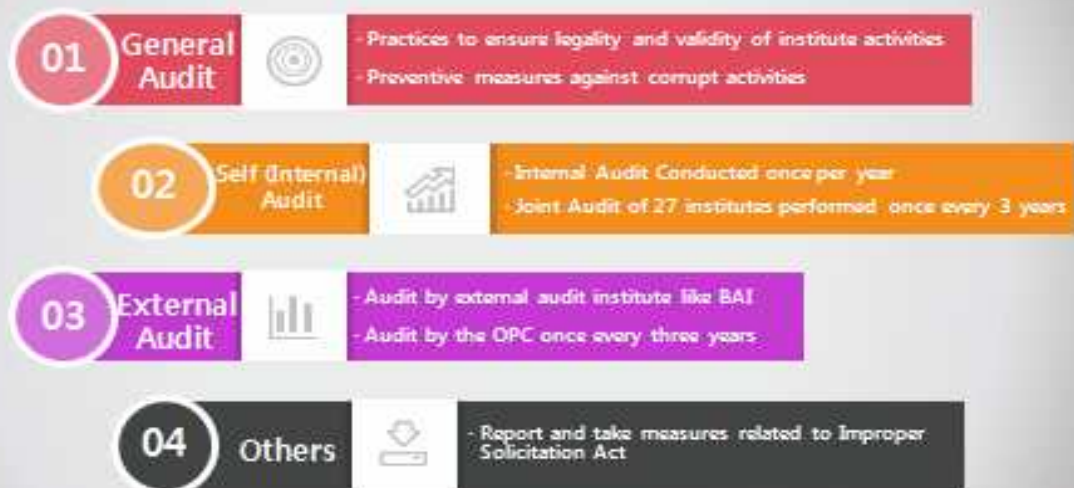 01
General
Audit
- Practices to ensure legality and validity of institute activities
- Preventive measures against corrupt activities
02
Self (Internal)
Audit
- Internal Audit Conducted once per year
- Joint Audit of 27 institutes performed once every 3 years
03
External
Audit
- Audit by external audit institute like BAI
- Audit by the OPC once every three years
04
Others
- Report and take measures related to Improper
Solicitation Act